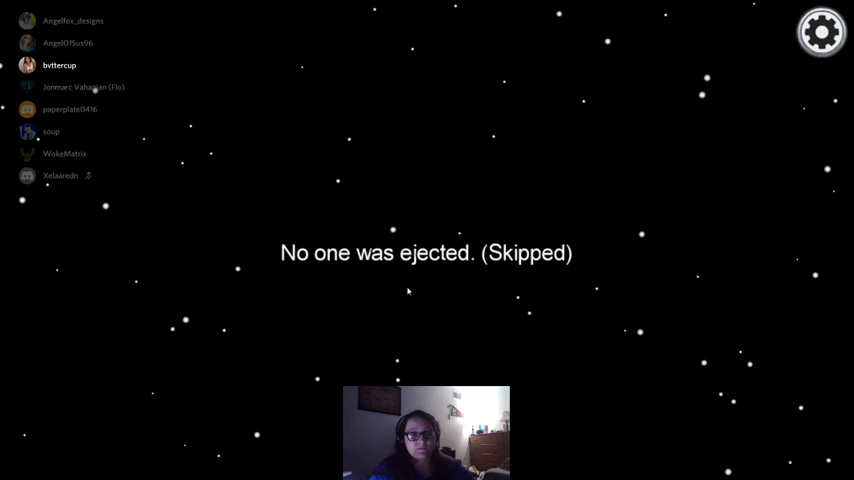 Angelfox_designs
AngelOfSus96
bvttercup
Jonmarc Vahanian (Flo)
paperplate0416
soup
WokeMatrix
Xelaaredn
No one was ejected. (Skipped)